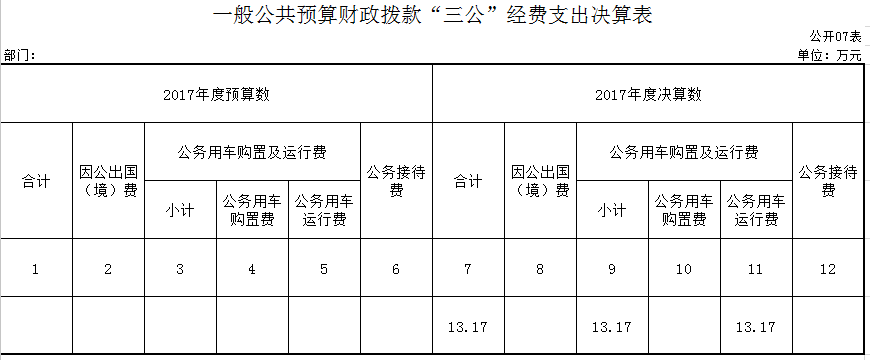 一般公共预算财政拨款“三公”经费支出决算表
公开07表
部门: 单位: 万元
2017年度预算数 2017年度决算数
合计 因公出国（境）费 公务用车购置及运行费 公务接待费 合计 因公出国（境）费 公务用车购置及运行费 公务接待费
小计 公务用车购置费 公务用车运行费 小计 公务用车购置费 公务用车运行费
1 2 3 4 5 6 7 8 9 10 11 12
13.17 13.17 13.17